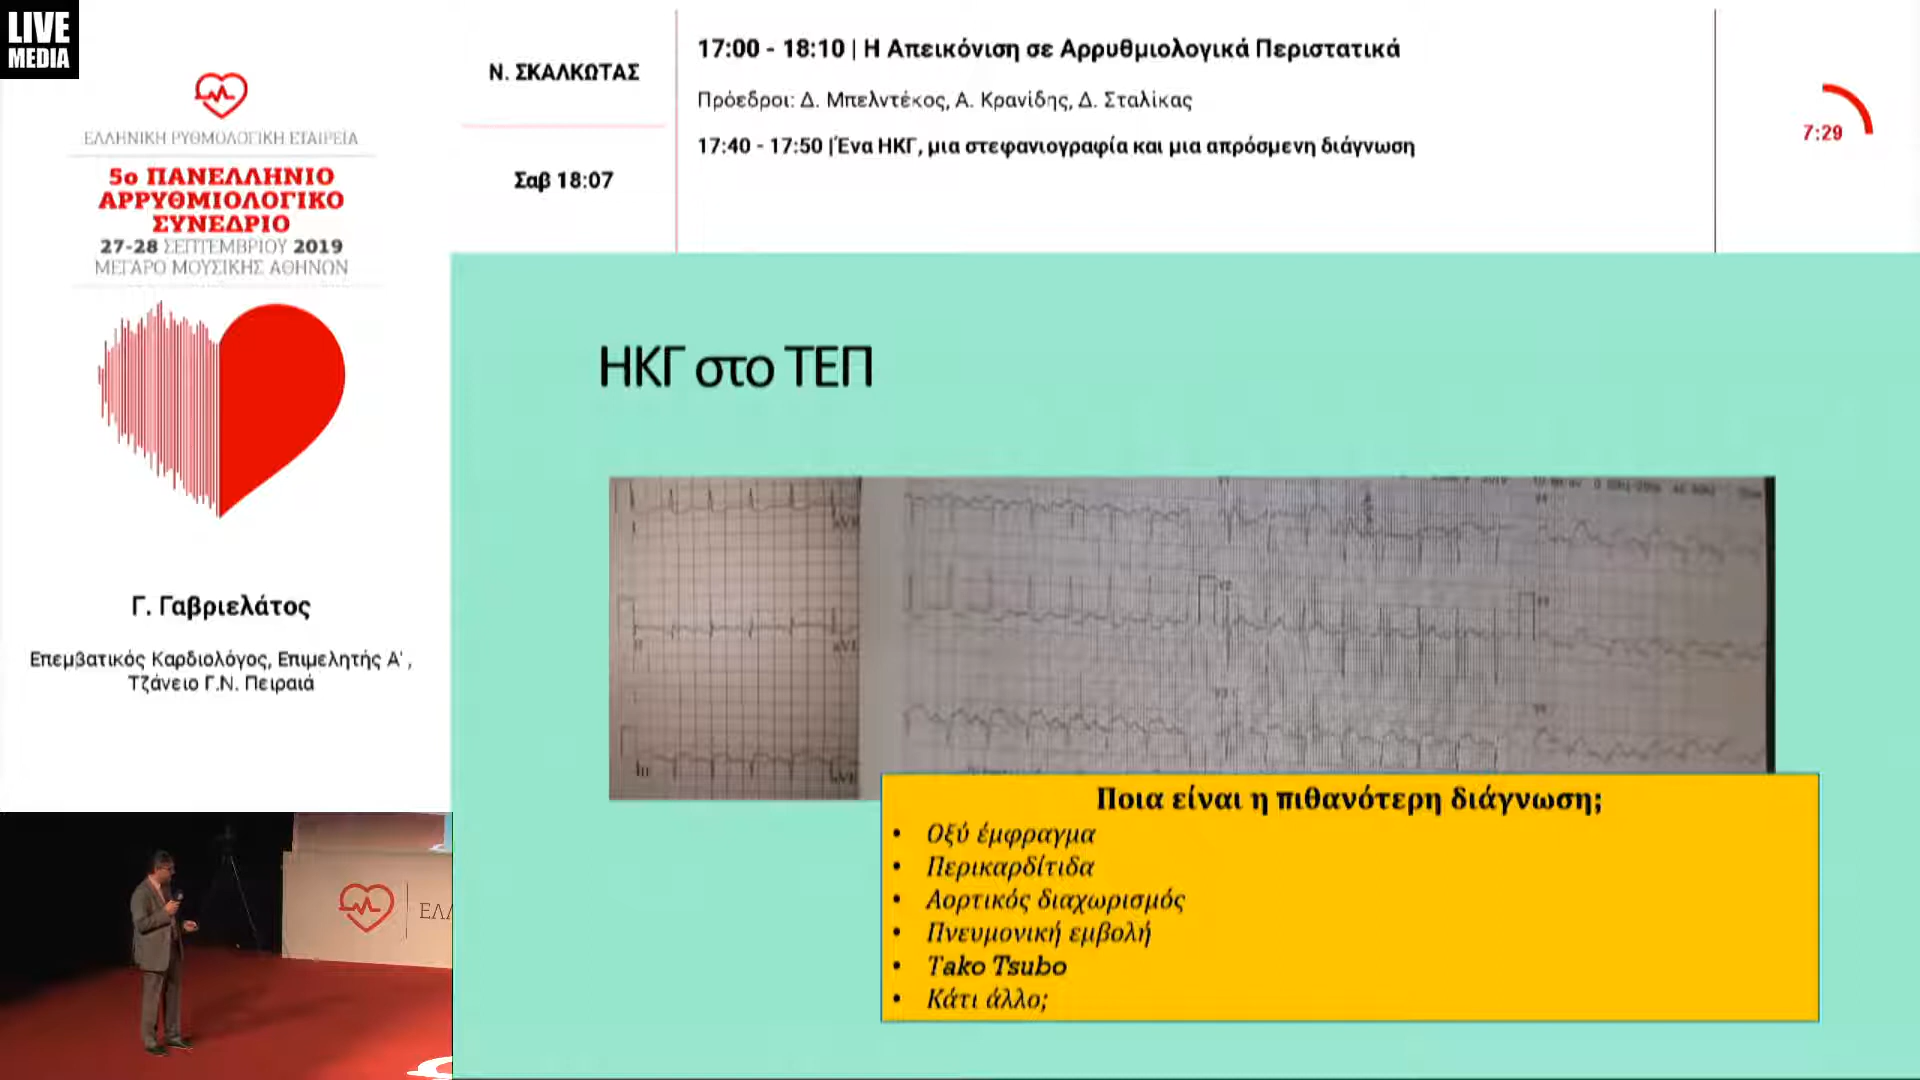 LIVE
MEDIA
ΕΛΛΗΝΙΚΗ ΡΥΘΜΟΛΟΓΙΚΗ ΕΤΑΙΡΕΙΑ
5ο ΠΑΝΕΛΛΗΝΙΟ
ΑΡΡΥΘΜΙΟΛΟΓΙΚΟ
ΣΥΝΕΔΡΙΟ
27-28 ΣΕΠΤΕΜΒΡΙΟΥ 2019
ΜΕΓΑΡΟ ΜΟΥΣΙΚΗΣ ΑΘΗΝΩΝ
Γ. Γαβριελάτος
Επεμβατικός Καρδιολόγος, Επιμελητής Α' ,
Τζάνειο Γ.Ν. Πειραιά
Ν. ΣΚΑΛΚΩΤΑΣ
Σαβ 18:07
17:00 - 18:10 | Η Απεικόνιση σε Αρρυθμιολογικά Περιστατικά
Πρόεδροι: Δ. Μπελντέκος, Α. Κρανίδης, Δ. Σταλίκας
17:40 - 17:50 |Ένα ΗΚΓ, μια στεφανιογραφία και μια απρόσμενη διάγνωση
7:29
ΗΚΓ στο ΤΕΠ
Ποια είναι η πιθανότερη διάγνωση;
• Οξύ έμφραγμα
• Περικαρδίτιδα
• Αορτικός διαχωρισμός
• Πνευμονική εμβολή
• Tako Tsubo
• Κάτι άλλο;